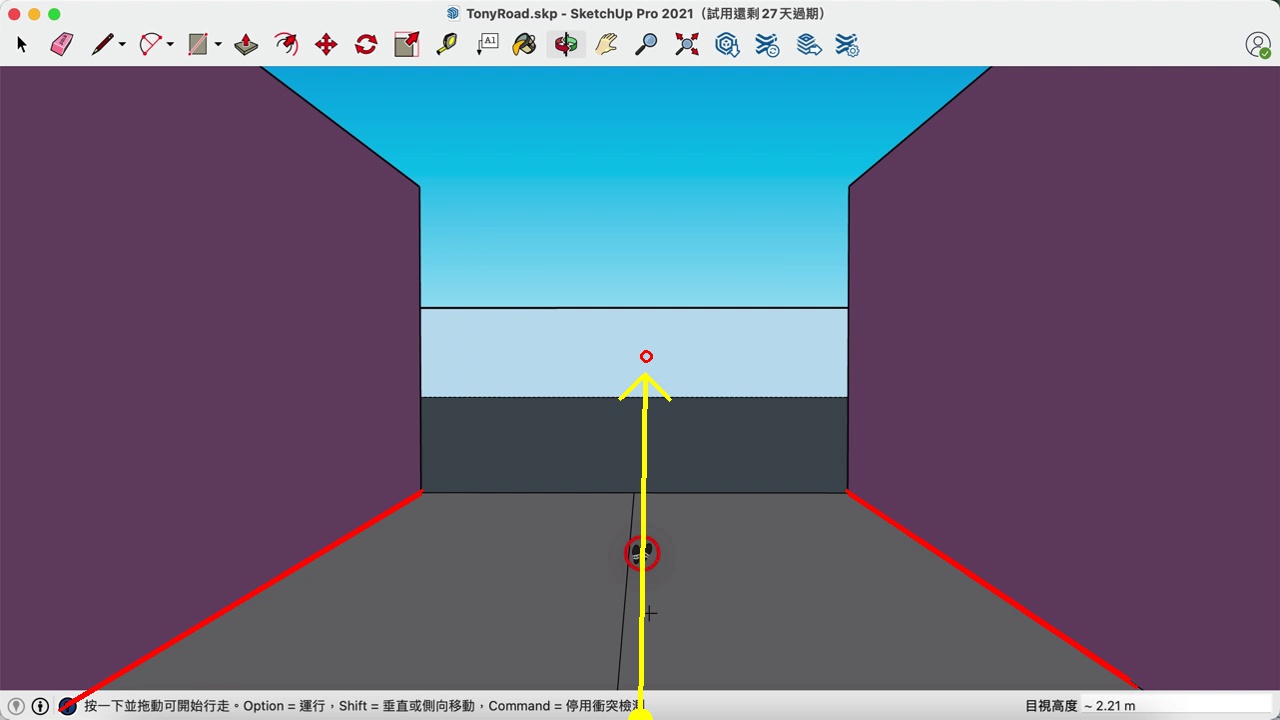 TonyRoad.skp - SketchUp Pro 2021（試用還剩 27 天過期）
A1
按一下並拖動可開始行走。Option = 運行，Shift = 垂直或側向移動，Command = 停用衝突檢測
目視高度 ~ 2.21 m